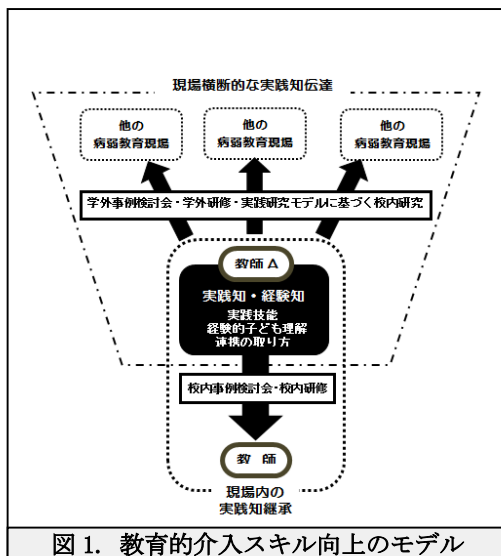 現場横断的な実践知伝達
他の
病弱教育現場
他の
病弱教育現場
他の
病弱教育現場
学外事例検討会・学外研修・実践研究モデルに基づく校内研究
教師 A
実践知・経験知
実践技能
経験的子ども理解
連携の取り方
校内事例検討会・校内研修
教 師
現場内の
実践知継承
図 1. 教育的介入スキル向上のモデル